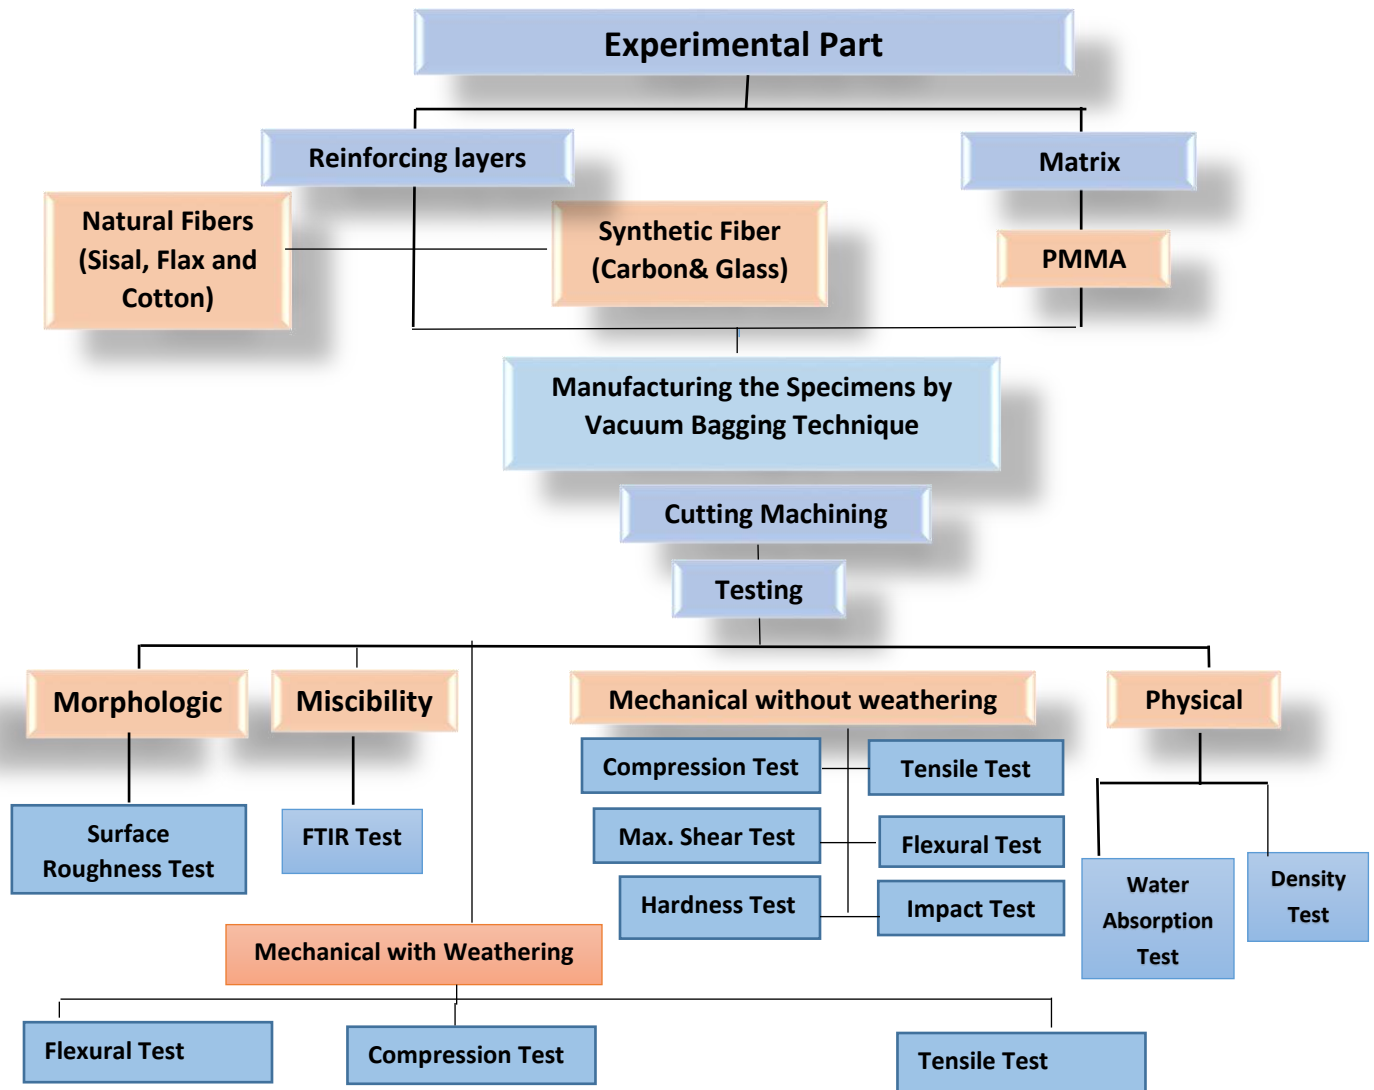 Experimental Part
Reinforcing layers
Matrix
Natural Fibers
(Sisal, Flax and
Cotton)
Synthetic Fiber
(Carbon& Glass)
PMMA
Manufacturing the Specimens by
Vacuum Bagging Technique
Cutting Machining
Testing
Morphologic
Miscibility
Mechanical without weathering
Physical
Compression Test
Tensile Test
Max. Shear Test
Flexural Test
Hardness Test
Impact Test
Surface
Roughness Test
FTIR Test
Water
Absorption
Test
Density
Test
Mechanical with Weathering
Flexural Test
Compression Test
Tensile Test